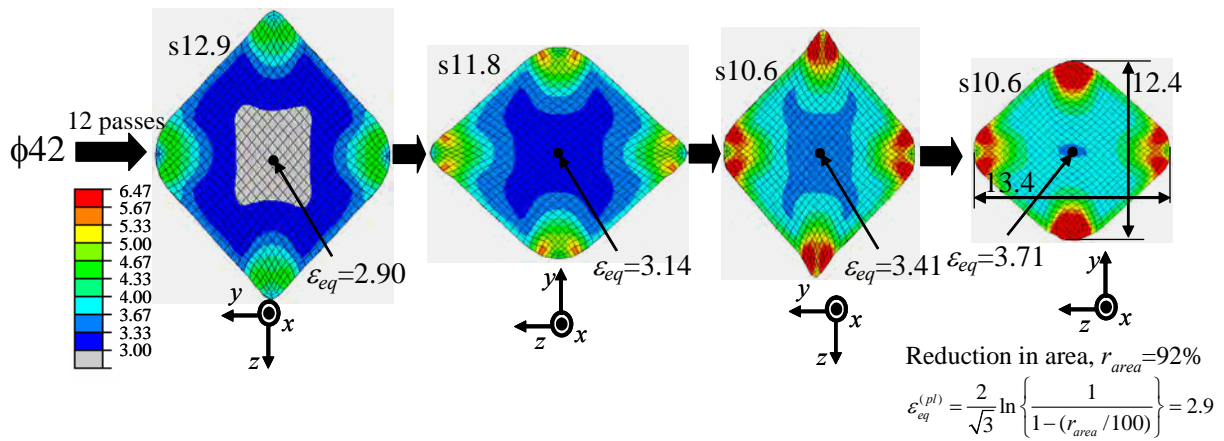 s12.9
s11.8
s10.6
s10.6
12.4
12 passes
ϕ42
13.4
6.47
5.67
5.33
5.00
4.67
4.33
4.00
3.67
3.33
3.00
εeq=2.90
εeq=3.14
εeq=3.41
εeq=3.71
y
x
z
y
z
x
y
x
z
y
z
x
Reduction in area, r_area=92%
ε_eq^(pl) = 2/√3 ln{1/(1−(r_area/100))} = 2.9